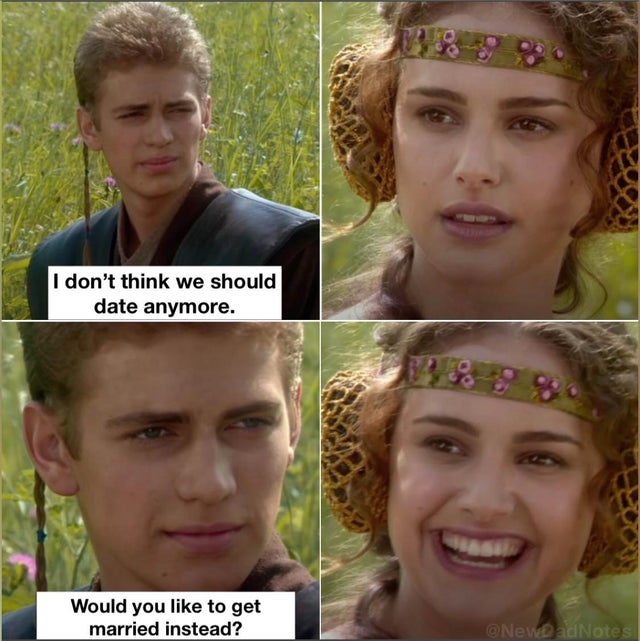 I don't think we should
date anymore.
Would you like to get
married instead?
@NewDadNotes